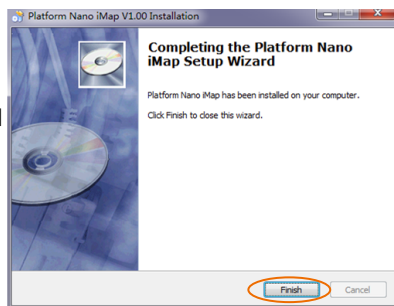 Platform Nano iMap V1.00 Installation
Completing the Platform Nano
iMap Setup Wizard
Platform Nano iMap has been installed on your computer.
Click Finish to close this wizard.
Finish
Cancel